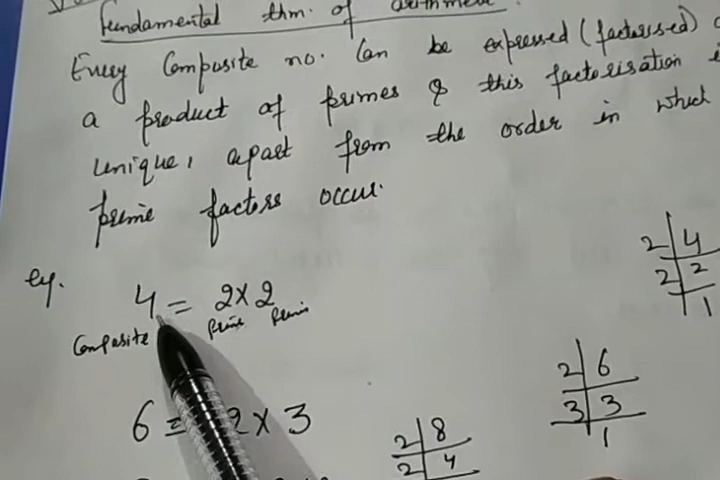 Fundamental thm. of arithmetic.
Every Composite no. Can be expressed (factorised)
a product of primes & this factorisation
unique, apart from the order in which
prime factors occur.
eg. 4 = 2 × 2
Composite prime prime
6 = 2 × 3
2 | 4
2 | 2
1
2 | 6
3 | 3
1
2 | 8
2 | 4